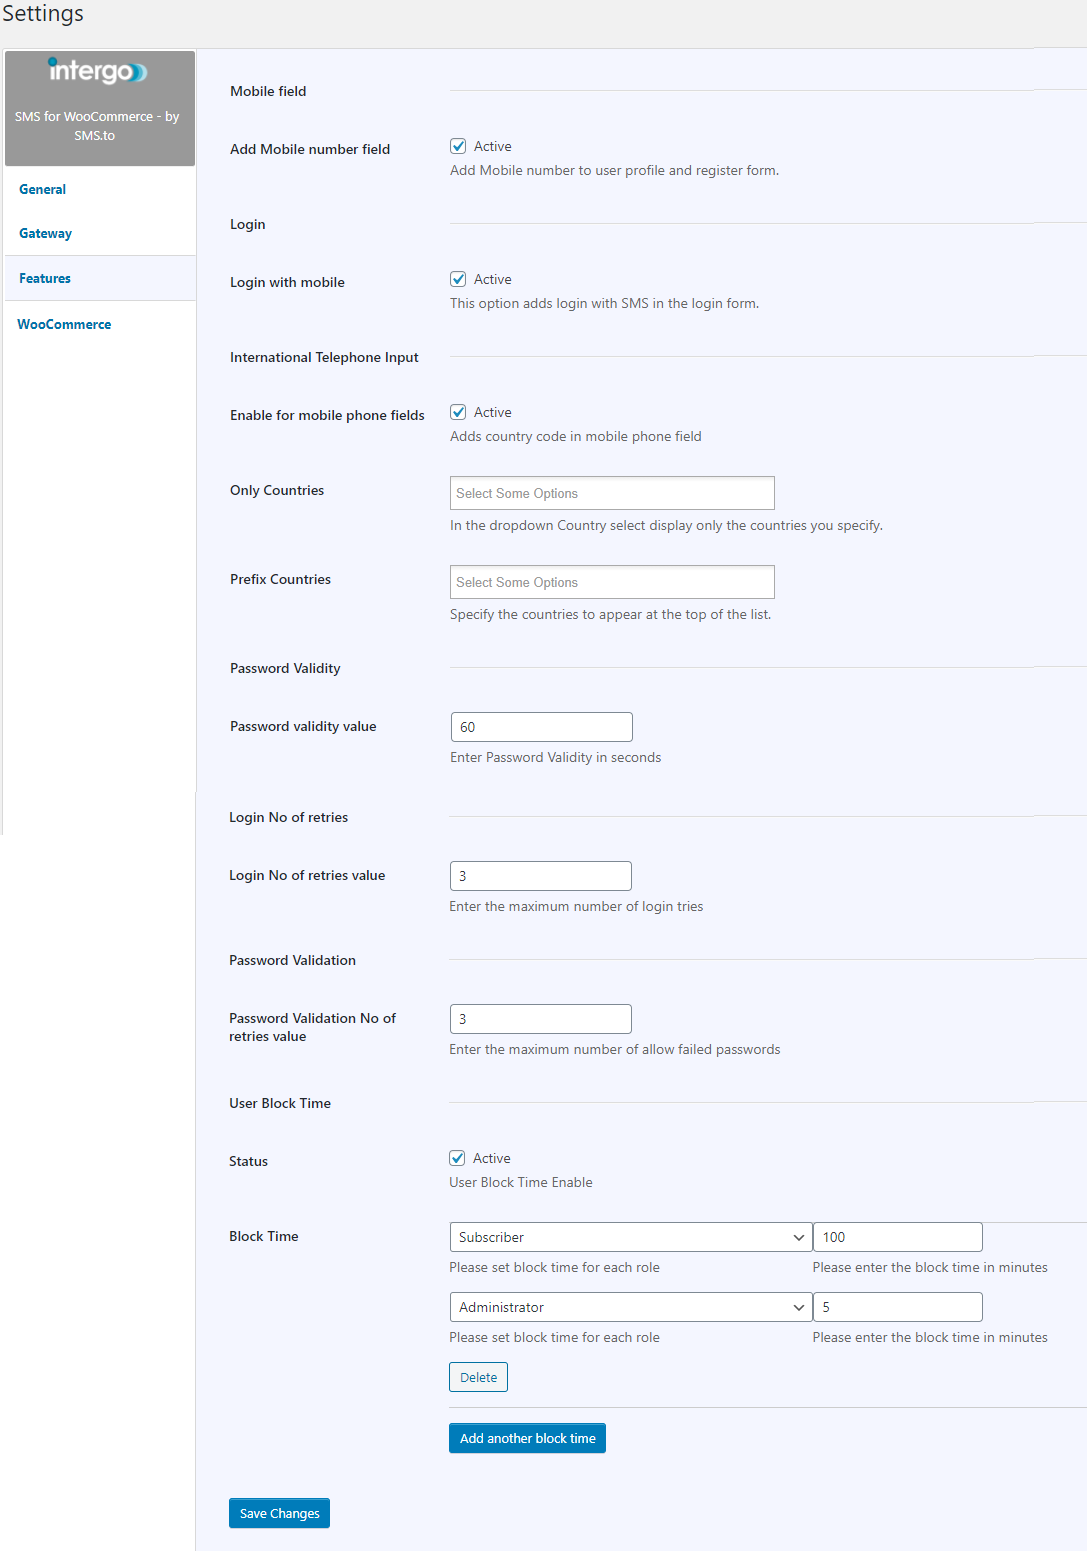 Settings
intergo
SMS for WooCommerce - by
SMS.to
General
Gateway
Features
WooCommerce
Mobile field
Add Mobile number field
Active
Add Mobile number to user profile and register form.
Login
Login with mobile
Active
This option adds login with SMS in the login form.
International Telephone Input
Enable for mobile phone fields
Active
Adds country code in mobile phone field
Only Countries
Select Some Options
In the dropdown Country select display only the countries you specify.
Prefix Countries
Select Some Options
Specify the countries to appear at the top of the list.
Password Validity
Password validity value
60
Enter Password Validity in seconds
Login No of retries
Login No of retries value
3
Enter the maximum number of login tries
Password Validation
Password Validation No of
retries value
3
Enter the maximum number of allow failed passwords
User Block Time
Status
Active
User Block Time Enable
Block Time
Subscriber
100
Please set block time for each role
Please enter the block time in minutes
Administrator
5
Please set block time for each role
Please enter the block time in minutes
Delete
Add another block time
Save Changes